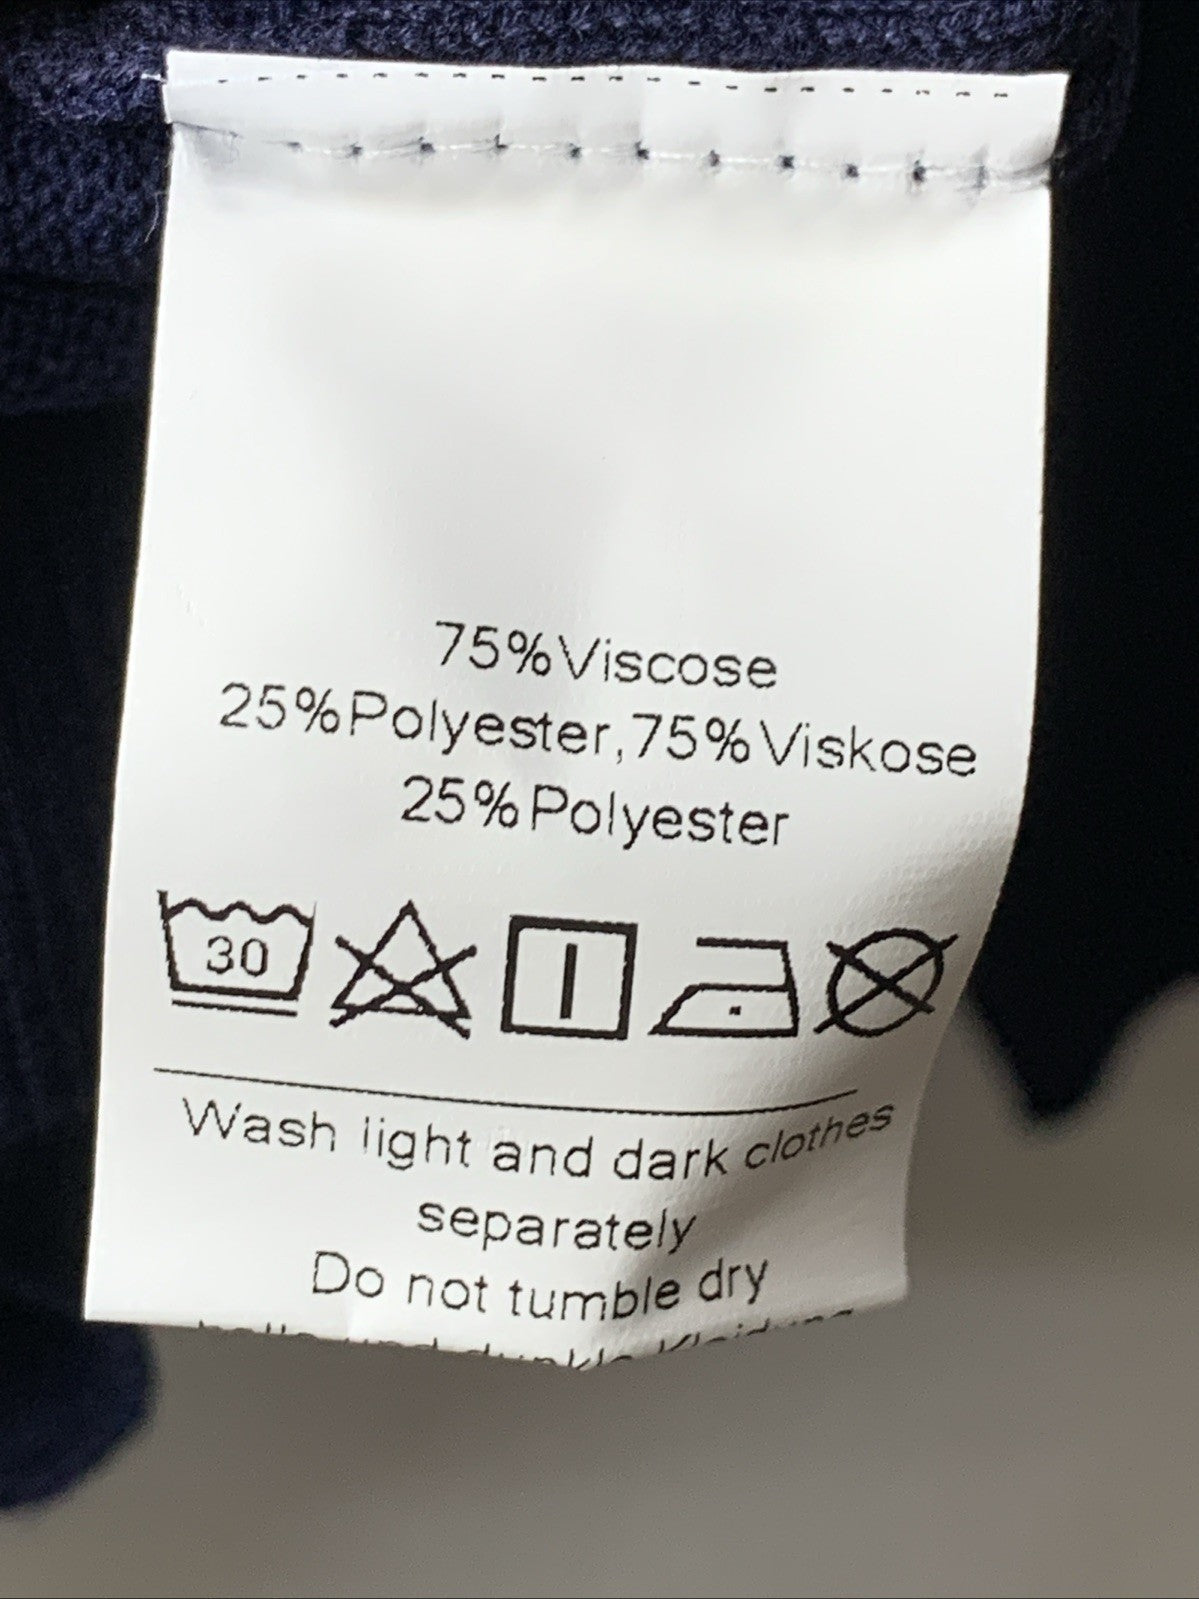 75%Viscose
25%Polyester,75%Viskose
25%Polyester
30
Wash light and dark clothes
separately
Do not tumble dry